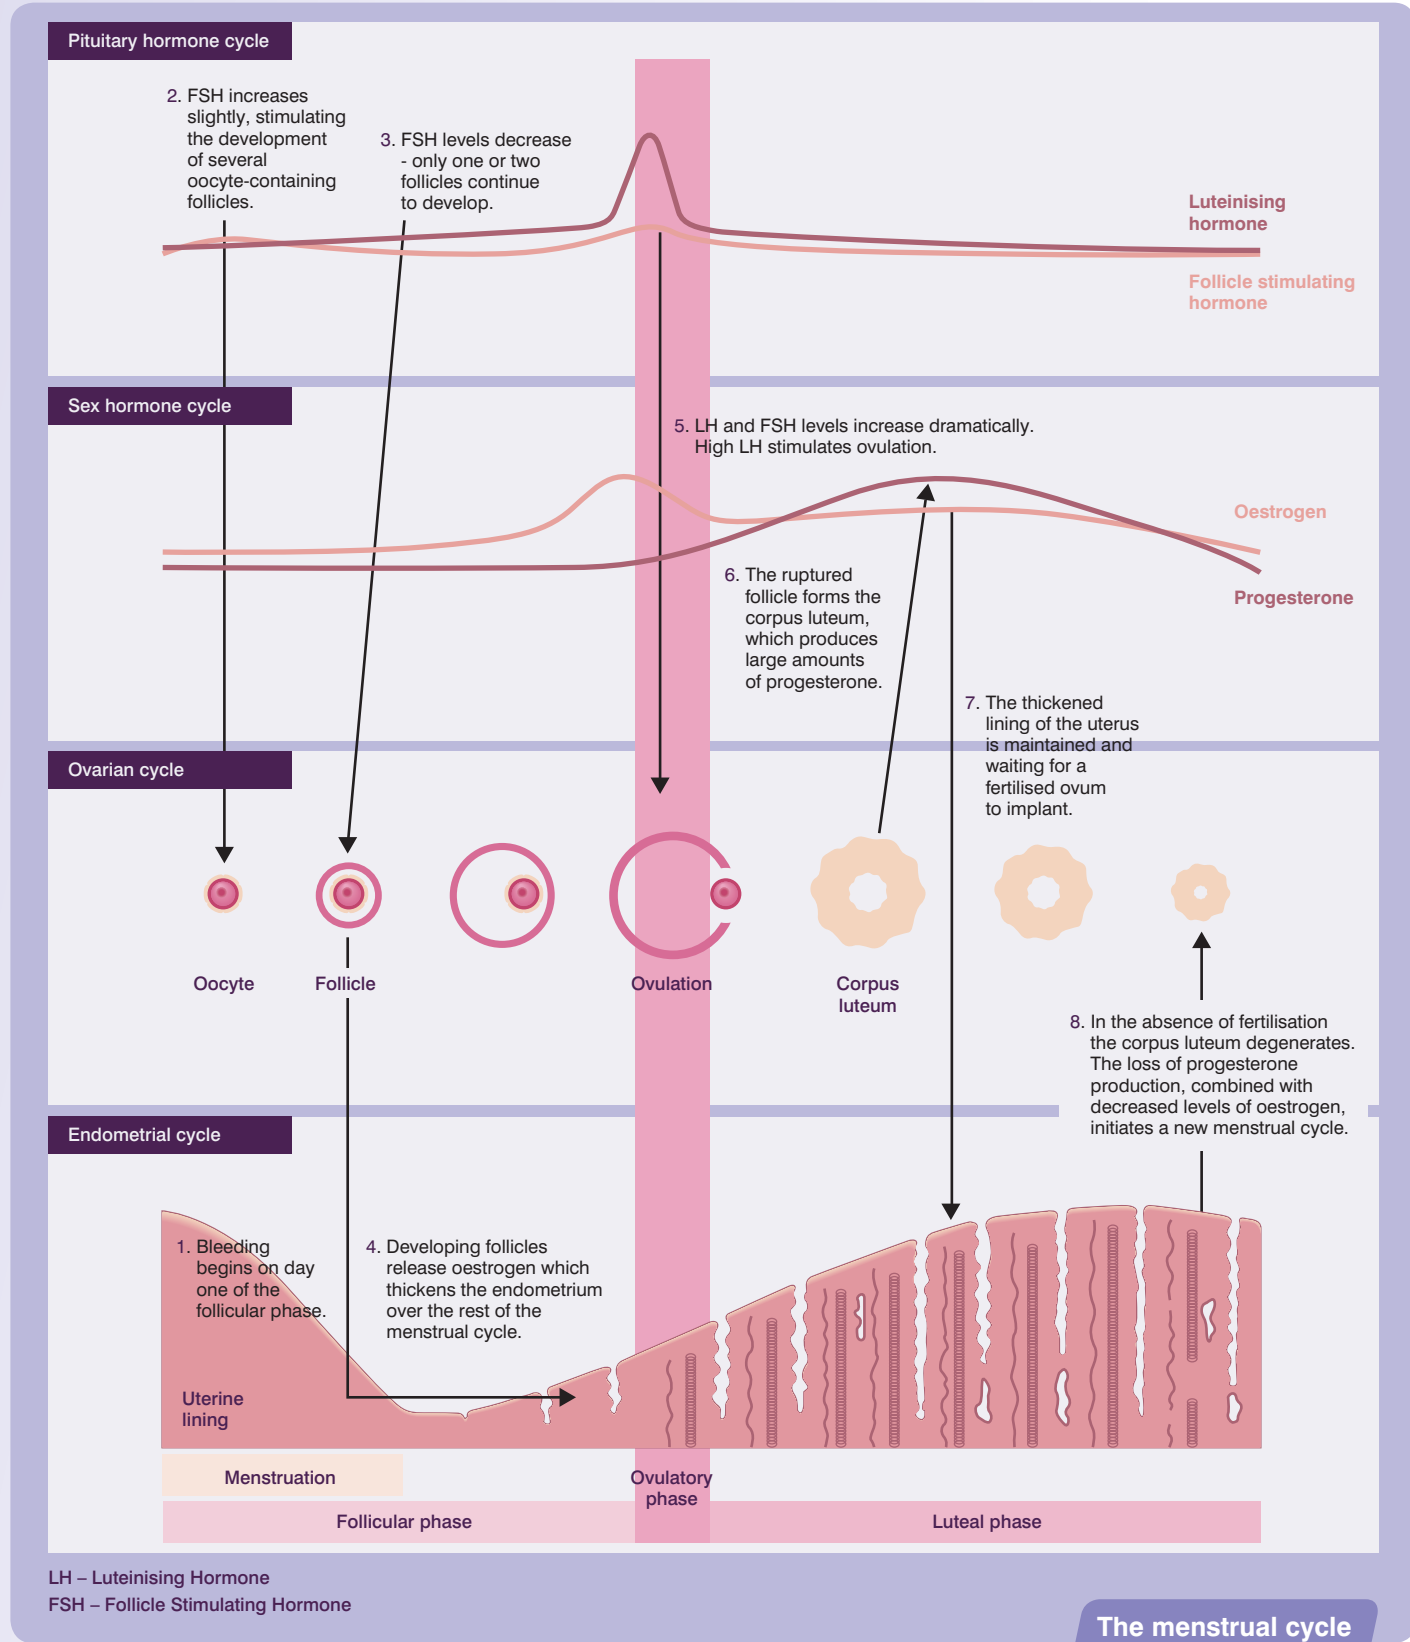 Pituitary hormone cycle
2. FSH increases
slightly, stimulating
the development
of several
oocyte-containing
follicles.
3. FSH levels decrease
- only one or two
follicles continue
to develop.
Luteinising
hormone
Follicle stimulating
hormone
Sex hormone cycle
5. LH and FSH levels increase dramatically.
High LH stimulates ovulation.
Oestrogen
Progesterone
6. The ruptured
follicle forms the
corpus luteum,
which produces
large amounts
of progesterone.
7. The thickened
lining of the uterus
is maintained and
waiting for a
fertilised ovum
to implant.
Ovarian cycle
Oocyte
Follicle
Ovulation
Corpus
luteum
8. In the absence of fertilisation
the corpus luteum degenerates.
The loss of progesterone
production, combined with
decreased levels of oestrogen,
initiates a new menstrual cycle.
Endometrial cycle
1. Bleeding
begins on day
one of the
follicular phase.
4. Developing follicles
release oestrogen which
thickens the endometrium
over the rest of the
menstrual cycle.
Uterine
lining
Menstruation
Ovulatory
phase
Follicular phase
Luteal phase
LH – Luteinising Hormone
FSH – Follicle Stimulating Hormone
The menstrual cycle